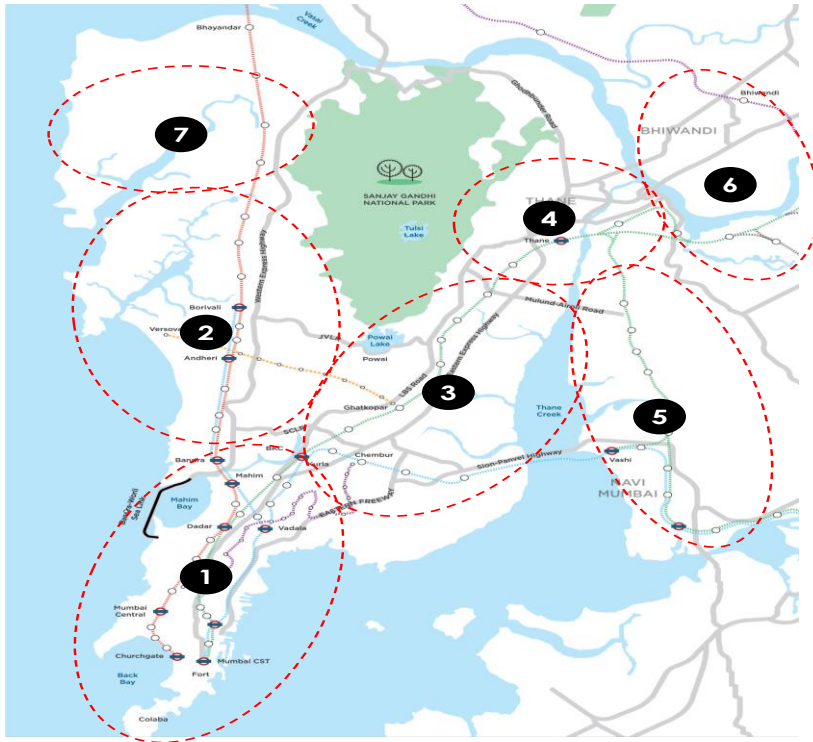 Bhayandar
Vasai
Creek
7
Ghodhbunder Road
Bhiwandi
BHIWANDI
6
SANJAY GANDHI
NATIONAL PARK
THANE
4
Thane
Tulsi
Lake
Western Express Highway
Borivali
Versova
2
Andheri
JVLR
Powai
Lake
Powai
Mulund-Airoli Road
Eastern Express Highway
LBS Road
3
Ghatkopar
Thane
Creek
5
SCLR
BKC
Bandra
Kurla
Chembur
Sion-Panvel Highway
Vashi
NAVI
MUMBAI
Mahim
Mahim
Bay
Bandra-Worli
Sea Link
EASTERN FREEWAY
Dadar
Vadala
1
Mumbai
Central
Churchgate
Mumbai CST
Back
Bay
Fort
Colaba